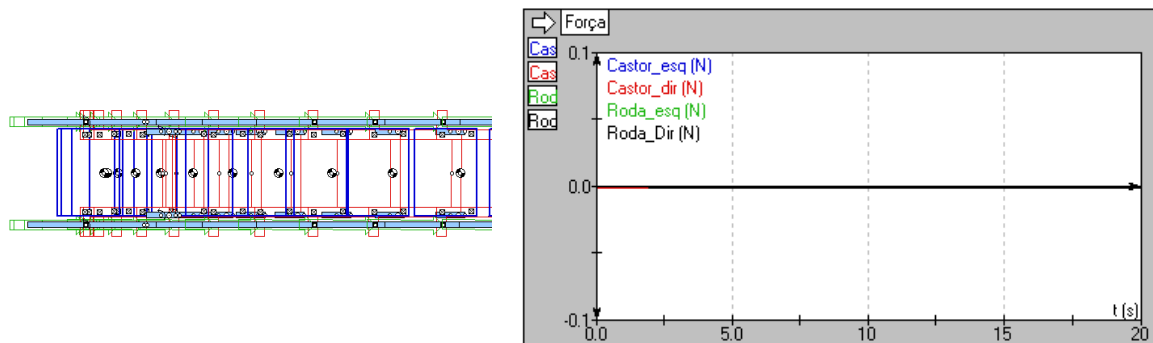 Força
Cas
Cas
Rod
Roc
0.1
Castor_esq (N)
Castor_dir (N)
Roda_esq (N)
Roda_Dir (N)
0.0
t (s)
-0.1
0.0 5.0 10 15 20